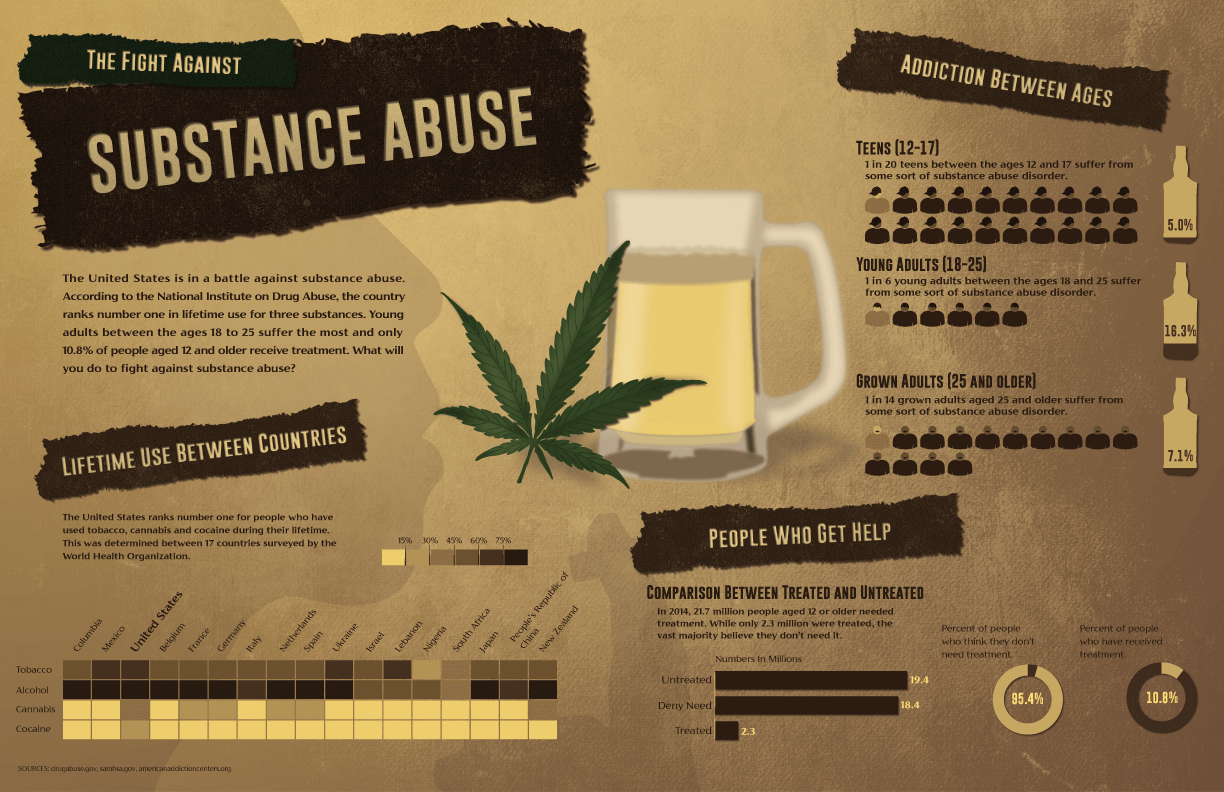 The Fight Against
SUBSTANCE ABUSE
The United States is in a battle against substance abuse.
According to the National Institute on Drug Abuse, the country
ranks number one in lifetime use for three substances. Young
adults between the ages 18 to 25 suffer the most and only
10.8% of people aged 12 and older receive treatment. What will
you do to fight against substance abuse?
Lifetime Use Between Countries
The United States ranks number one for people who have
used tobacco, cannabis and cocaine during their lifetime.
This was determined between 17 countries surveyed by the
World Health Organization.
15% 30% 45% 60% 75%
Columbia
Mexico
United States
Belgium
France
Germany
Italy
Netherlands
Spain
Ukraine
Israel
Lebanon
Nigeria
South Africa
Japan
People's Republic of
China
New Zealand
Tobacco
Alcohol
Cannabis
Cocaine
SOURCES: drugabuse.gov, samhsa.gov, americanaddictioncenters.org
Addiction Between Ages
Teens (12-17)
1 in 20 teens between the ages 12 and 17 suffer from
some sort of substance abuse disorder.
5.0%
Young Adults (18-25)
1 in 6 young adults between the ages 18 and 25 suffer
from some sort of substance abuse disorder.
16.3%
Grown Adults (25 and older)
1 in 14 grown adults aged 25 and older suffer from
some sort of substance abuse disorder.
7.1%
People Who Get Help
Comparison Between Treated and Untreated
In 2014, 21.7 million people aged 12 or older needed
treatment. While only 2.3 million were treated, the
vast majority believe they don't need it.
Numbers In Millions
Untreated 19.4
Deny Need 18.4
Treated 2.3
Percent of people
who think they don't
need treatment.
95.4%
Percent of people
who have received
treatment.
10.8%